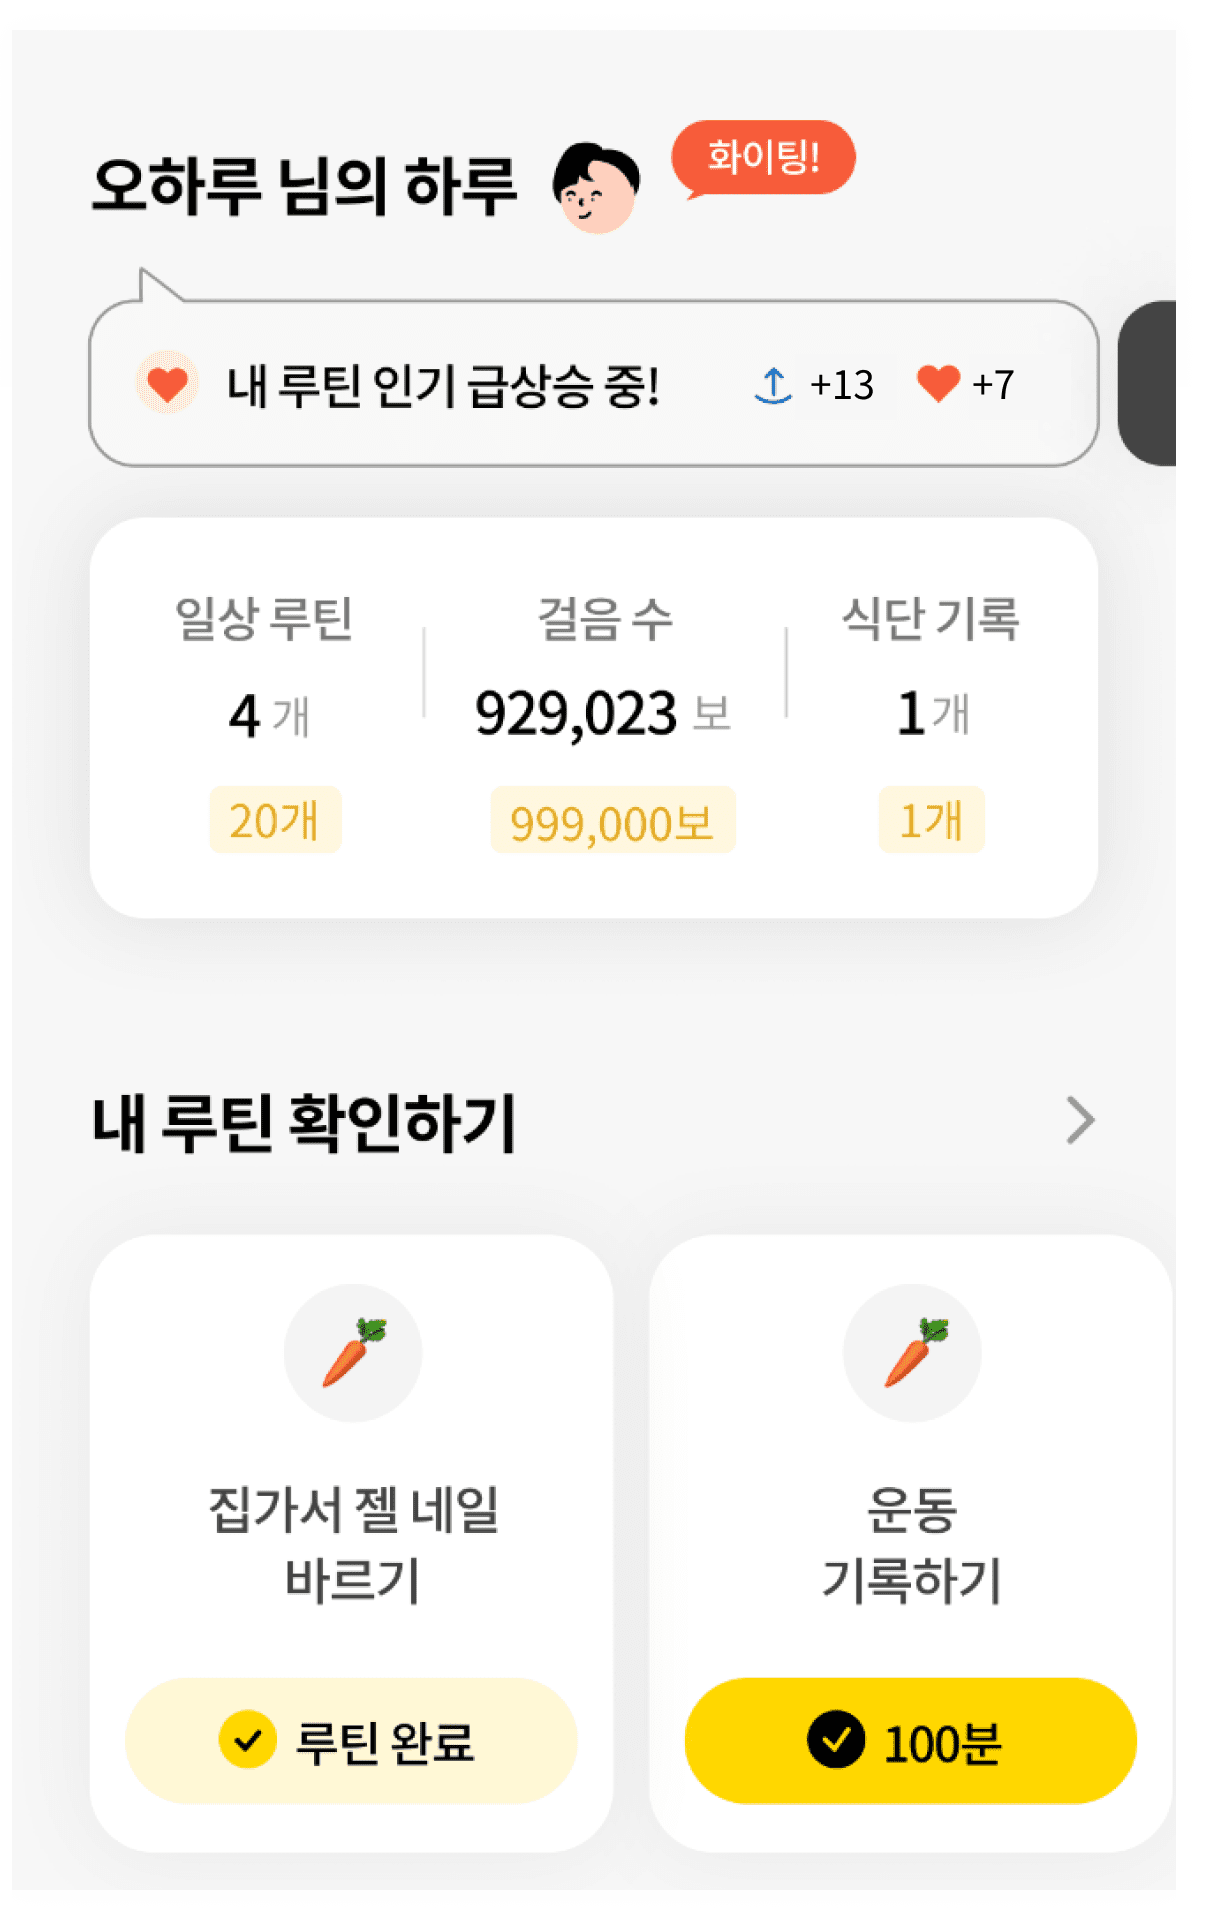 오하루 님의 하루
화이팅!
내 루틴 인기 급상승 중! +13 +7
일상 루틴 걸음 수 식단 기록
4 개 929,023 보 1 개
20개 999,000보 1개
내 루틴 확인하기
집가서 젤 네일
바르기
루틴 완료
운동
기록하기
100분